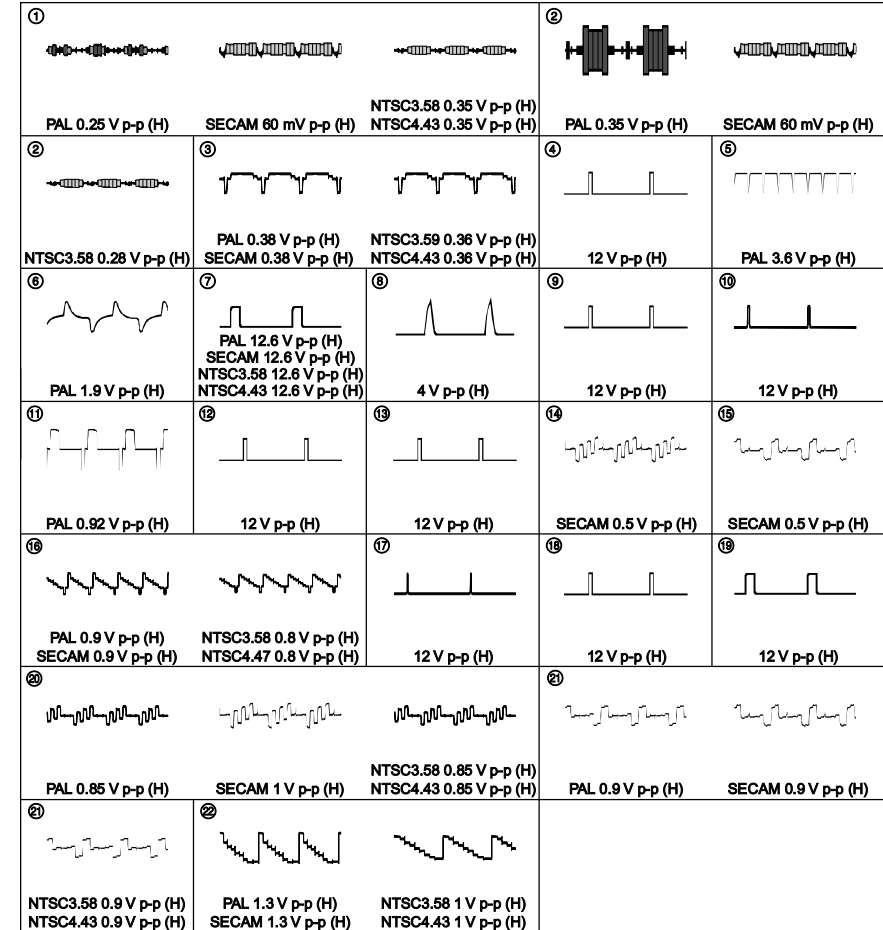 ①
②
PAL 0.25 V p-p (H)
SECAM 60 mV p-p (H)
NTSC3.58 0.35 V p-p (H)
NTSC4.43 0.35 V p-p (H)
PAL 0.35 V p-p (H)
SECAM 60 mV p-p (H)
②
NTSC3.58 0.28 V p-p (H)
③
PAL 0.38 V p-p (H)
SECAM 0.38 V p-p (H)
NTSC3.59 0.36 V p-p (H)
NTSC4.43 0.36 V p-p (H)
④
12 V p-p (H)
⑤
PAL 3.6 V p-p (H)
⑥
PAL 1.9 V p-p (H)
⑦
PAL 12.6 V p-p (H)
SECAM 12.6 V p-p (H)
NTSC3.58 12.6 V p-p (H)
NTSC4.43 12.6 V p-p (H)
⑧
4 V p-p (H)
⑨
12 V p-p (H)
⑩
12 V p-p (H)
⑪
PAL 0.92 V p-p (H)
⑫
12 V p-p (H)
⑬
12 V p-p (H)
⑭
SECAM 0.5 V p-p (H)
⑮
SECAM 0.5 V p-p (H)
⑯
PAL 0.9 V p-p (H)
SECAM 0.9 V p-p (H)
NTSC3.58 0.8 V p-p (H)
NTSC4.47 0.8 V p-p (H)
⑰
12 V p-p (H)
⑱
12 V p-p (H)
⑲
12 V p-p (H)
⑳
PAL 0.85 V p-p (H)
SECAM 1 V p-p (H)
NTSC3.58 0.85 V p-p (H)
NTSC4.43 0.85 V p-p (H)
㉑
PAL 0.9 V p-p (H)
SECAM 0.9 V p-p (H)
㉑
NTSC3.58 0.9 V p-p (H)
NTSC4.43 0.9 V p-p (H)
㉒
PAL 1.3 V p-p (H)
SECAM 1.3 V p-p (H)
NTSC3.58 1 V p-p (H)
NTSC4.43 1 V p-p (H)